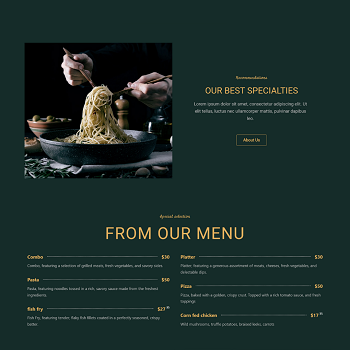 Recommendations
OUR BEST SPECIALTIES
Lorem ipsum dolor sit amet, consectetur adipiscing elit. Us
elit tellus, luctus nec ullamcorper mattis, pulvinar dapibus
leo.
About Us
Special selection
FROM OUR MENU
Combo $30
Combo, featuring a selection of grilled meat, fresh vegetables, and savory sides.
Pasta $50
Pasta, featuring noodles tossed in a rich, savory sauce made from the freshest
ingredients.
fish fry $27
Fish Fry, featuring tender, flaky fish fillets coated in a perfectly seasoned, crispy
batter.
Platter $30
Platter, featuring a generous assortment of meats, cheeses, fresh vegetables, and
delectable dips.
Pizza $50
Pizza, baked with a golden, crispy crust. Topped with a rich tomato sauce, and fresh
toppings
Corn fed chicken $17
Wild mushrooms, truffle potatoes, braised leeks, carrots.